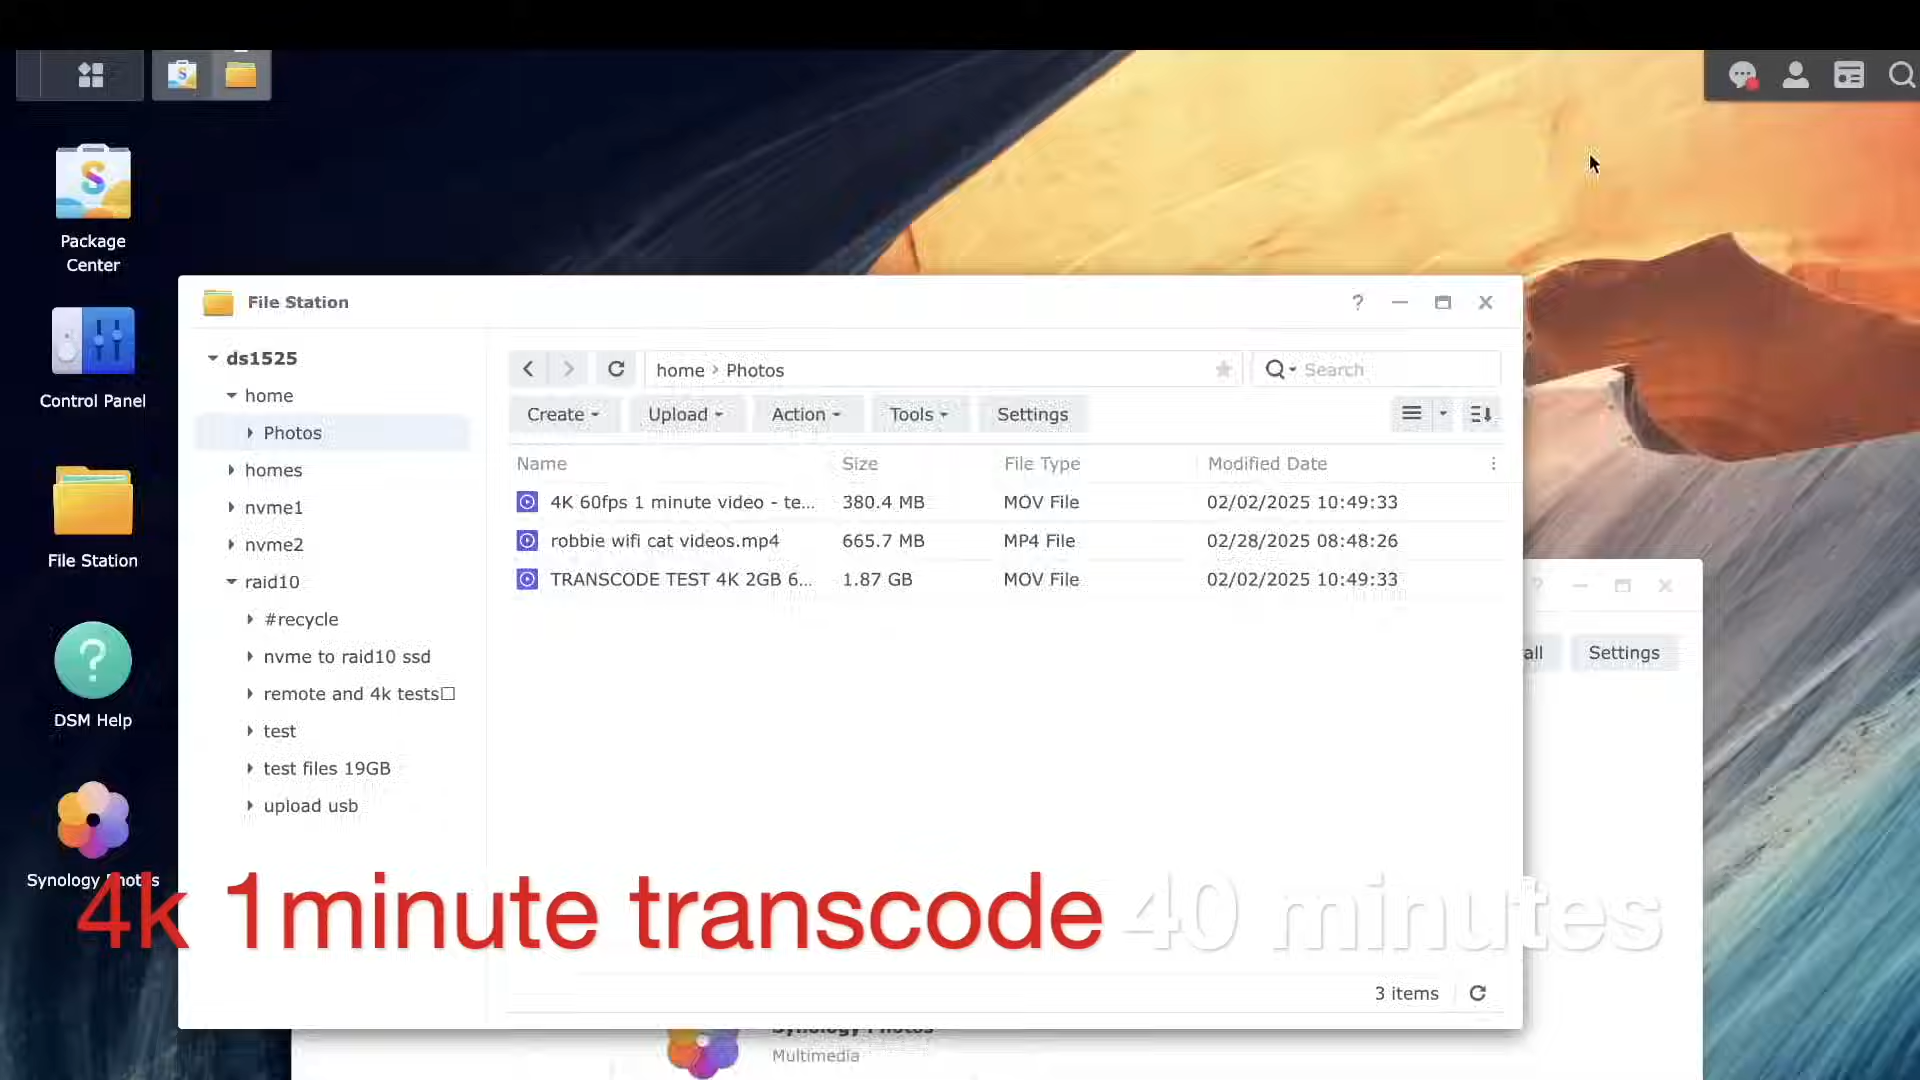 Package
Center
Control Panel
File Station
DSM Help
Synology Photos
File Station
ds1525
home
Photos
homes
nvme1
nvme2
raid10
#recycle
nvme to raid10 ssd
remote and 4k tests□
test
test files 19GB
upload usb
home › Photos
Search
Create
Upload
Action
Tools
Settings
Name Size File Type Modified Date
4K 60fps 1 minute video - te... 380.4 MB MOV File 02/02/2025 10:49:33
robbie wifi cat videos.mp4 665.7 MB MP4 File 02/28/2025 08:48:26
TRANSCODE TEST 4K 2GB 6... 1.87 GB MOV File 02/02/2025 10:49:33
Settings
4k 1minute transcode 40 minutes
3 items
Synology Photos
Multimedia